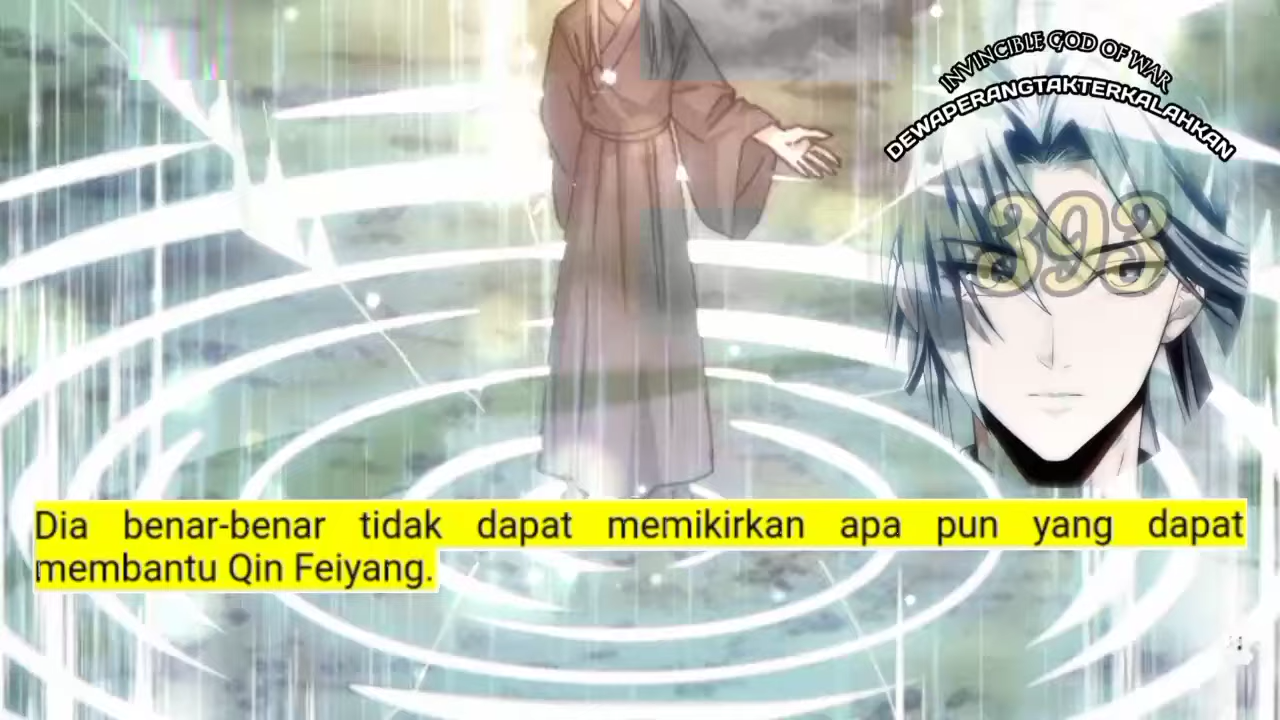 INVINCIBLE GOD OF WAR
DEWAPERANGTAKTERKALAHKAN
393
Dia benar-benar tidak dapat memikirkan apa pun yang dapat
membantu Qin Feiyang.